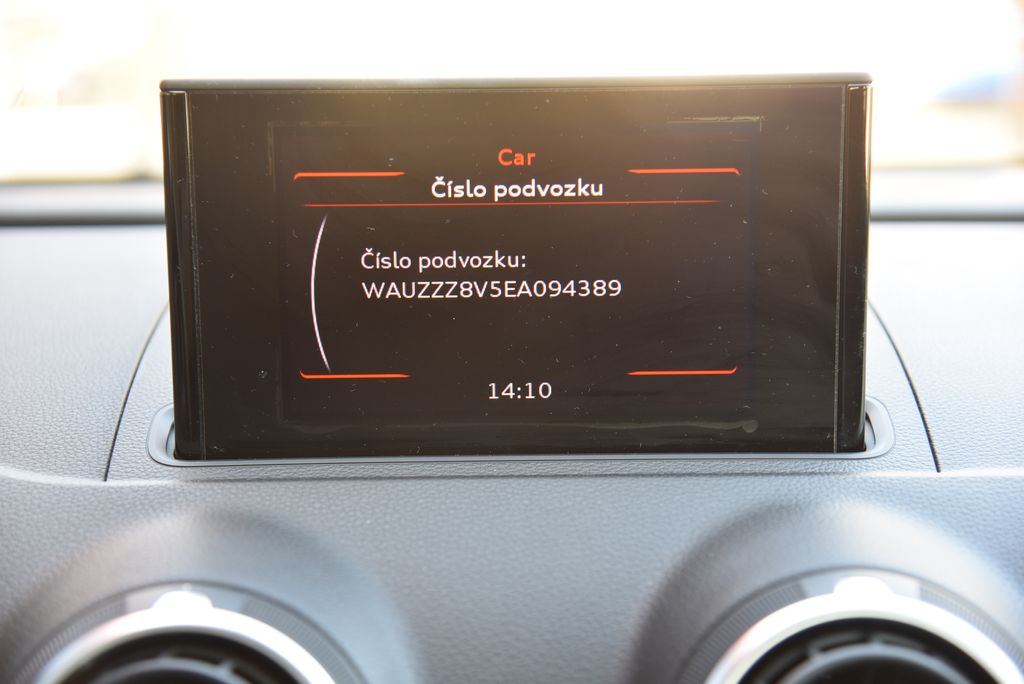 Car
Číslo podvozku
Číslo podvozku:
WAUZZZ8V5EA094389
14:10